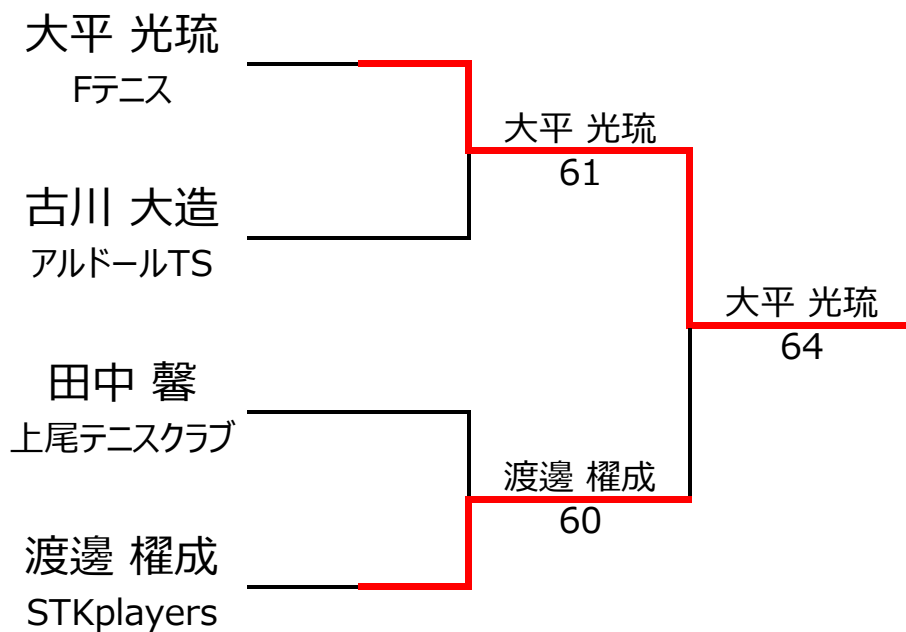 大平 光琉
Fテニス
古川 大造
アルドールTS
田中 馨
上尾テニスクラブ
渡邊 櫂成
STKplayers
大平 光琉
61
渡邊 櫂成
60
大平 光琉
64